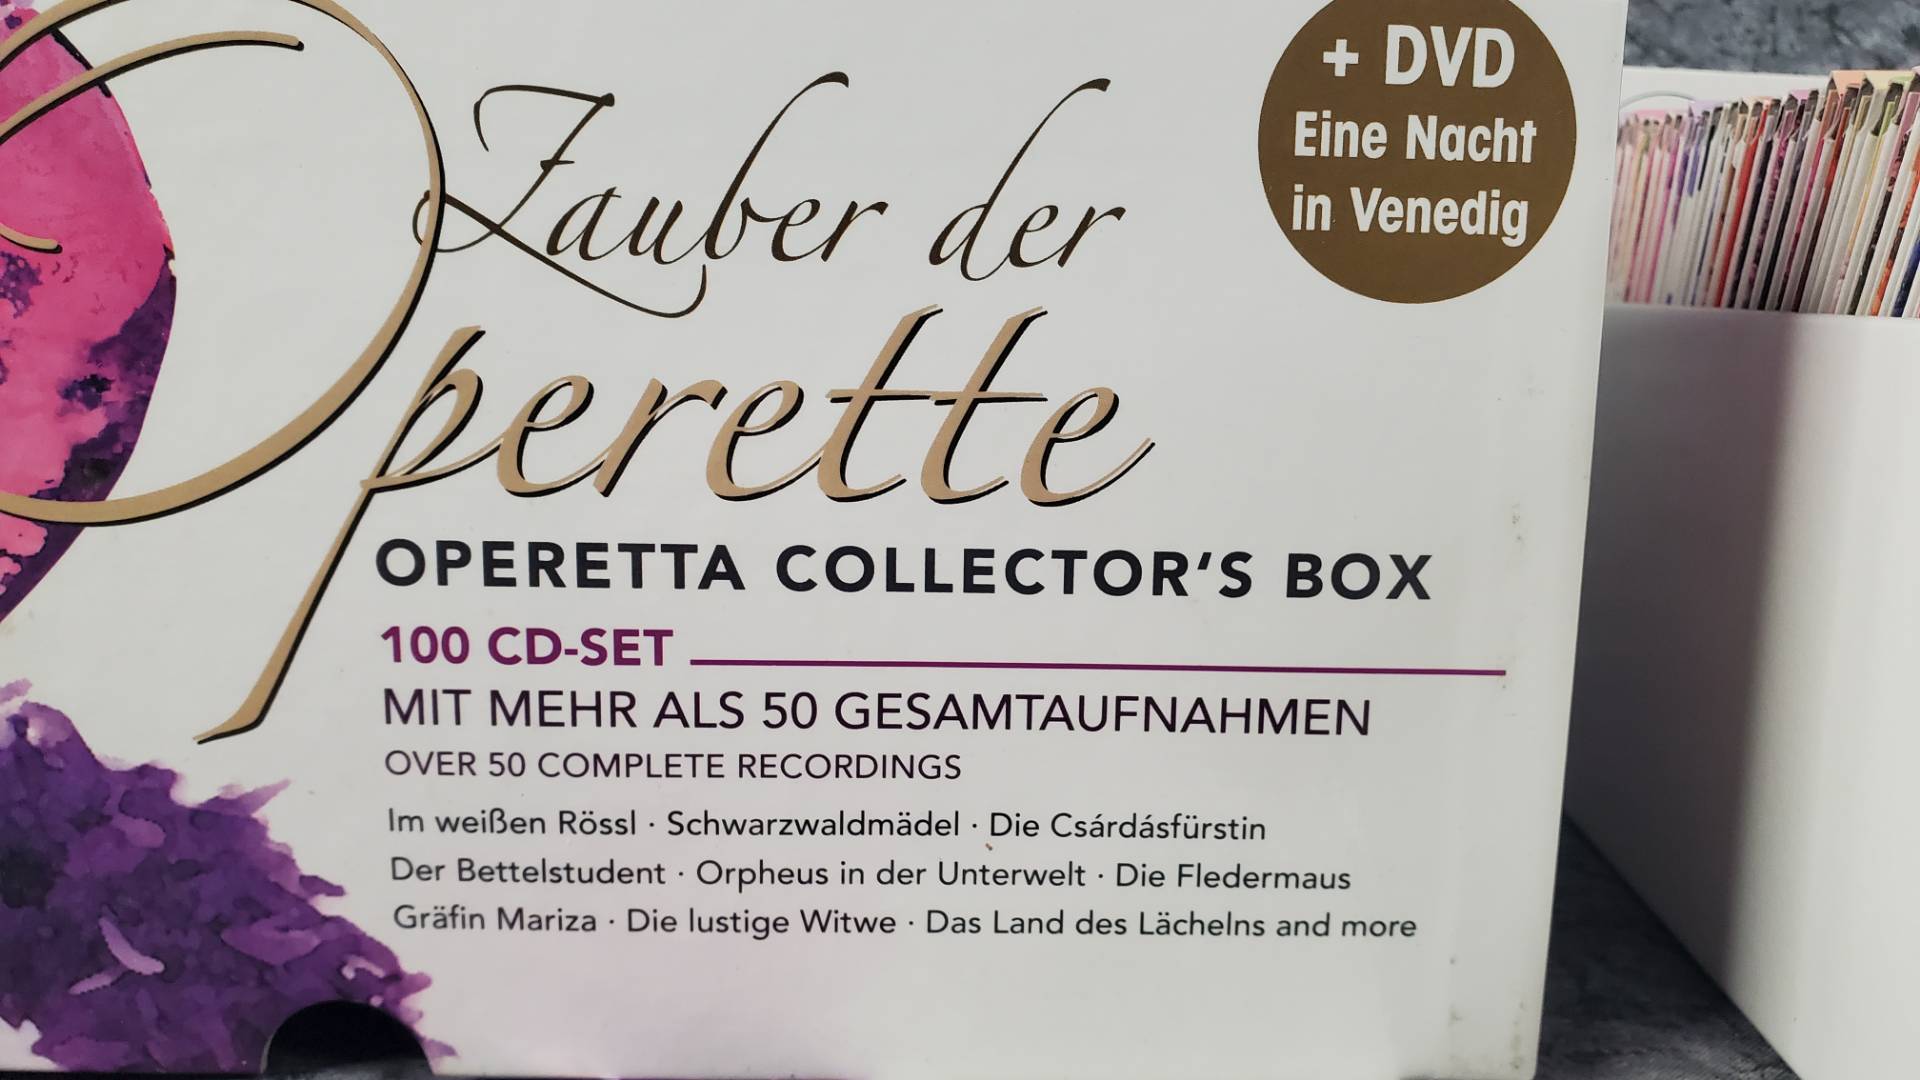 Zauber der
Operette
+ DVD
Eine Nacht
in Venedig
OPERETTA COLLECTOR‘S BOX
100 CD-SET
MIT MEHR ALS 50 GESAMTAUFNAHMEN
OVER 50 COMPLETE RECORDINGS
Im weißen Rössl · Schwarzwaldmädel · Die Csárdásfürstin
Der Bettelstudent · Orpheus in der Unterwelt · Die Fledermaus
Gräfin Mariza · Die lustige Witwe · Das Land des Lächelns and more